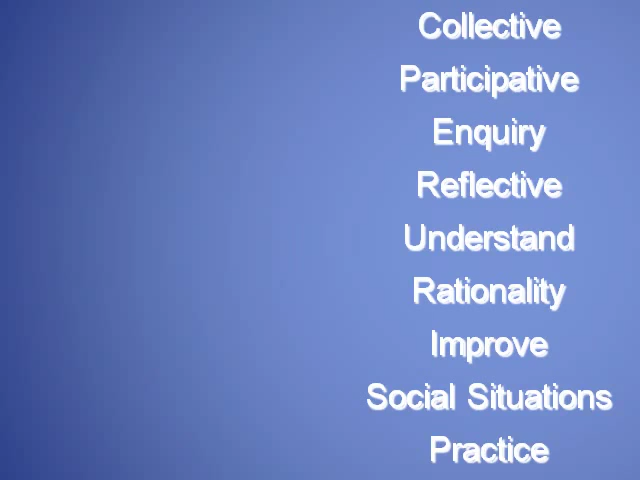 Collective
Participative
Enquiry
Reflective
Understand
Rationality
Improve
Social Situations
Practice